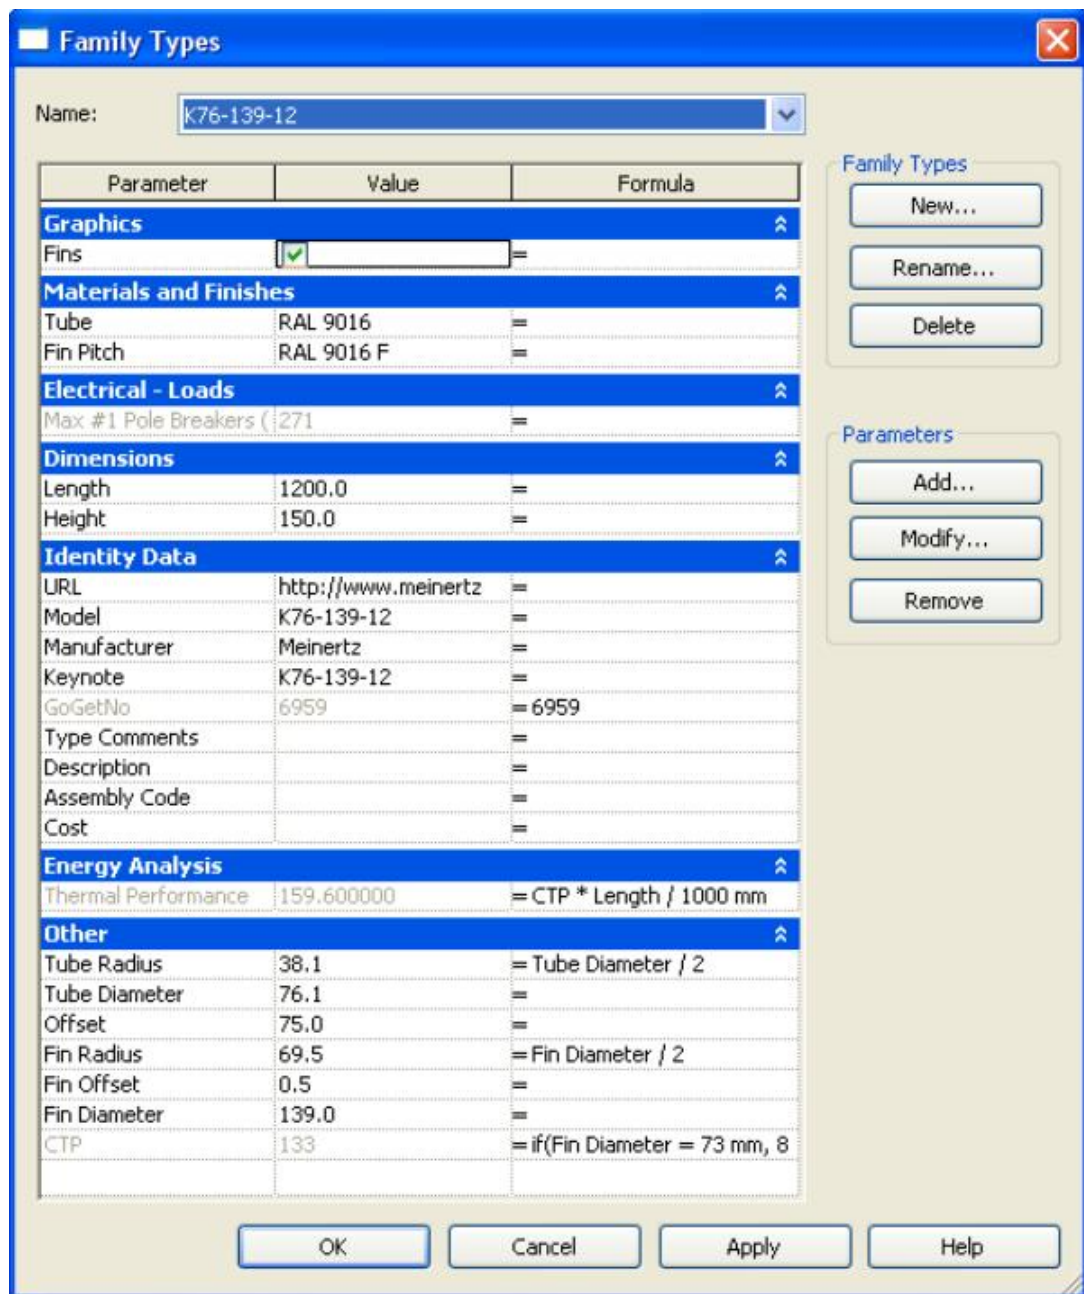 Family Types
Name: K76-139-12
Parameter Value Formula
Graphics
Fins =
Materials and Finishes
Tube RAL 9016 =
Fin Pitch RAL 9016 F =
Electrical - Loads
Max #1 Pole Breakers ( 271 =
Dimensions
Length 1200.0 =
Height 150.0 =
Identity Data
URL http://www.meinertz =
Model K76-139-12 =
Manufacturer Meinertz =
Keynote K76-139-12 =
GoGetNo 6959 = 6959
Type Comments =
Description =
Assembly Code =
Cost =
Energy Analysis
Thermal Performance 159.600000 = CTP * Length / 1000 mm
Other
Tube Radius 38.1 = Tube Diameter / 2
Tube Diameter 76.1 =
Offset 75.0 =
Fin Radius 69.5 = Fin Diameter / 2
Fin Offset 0.5 =
Fin Diameter 139.0 =
CTP 133 = if(Fin Diameter = 73 mm, 8
Family Types
New...
Rename...
Delete
Parameters
Add...
Modify...
Remove
OK Cancel Apply Help